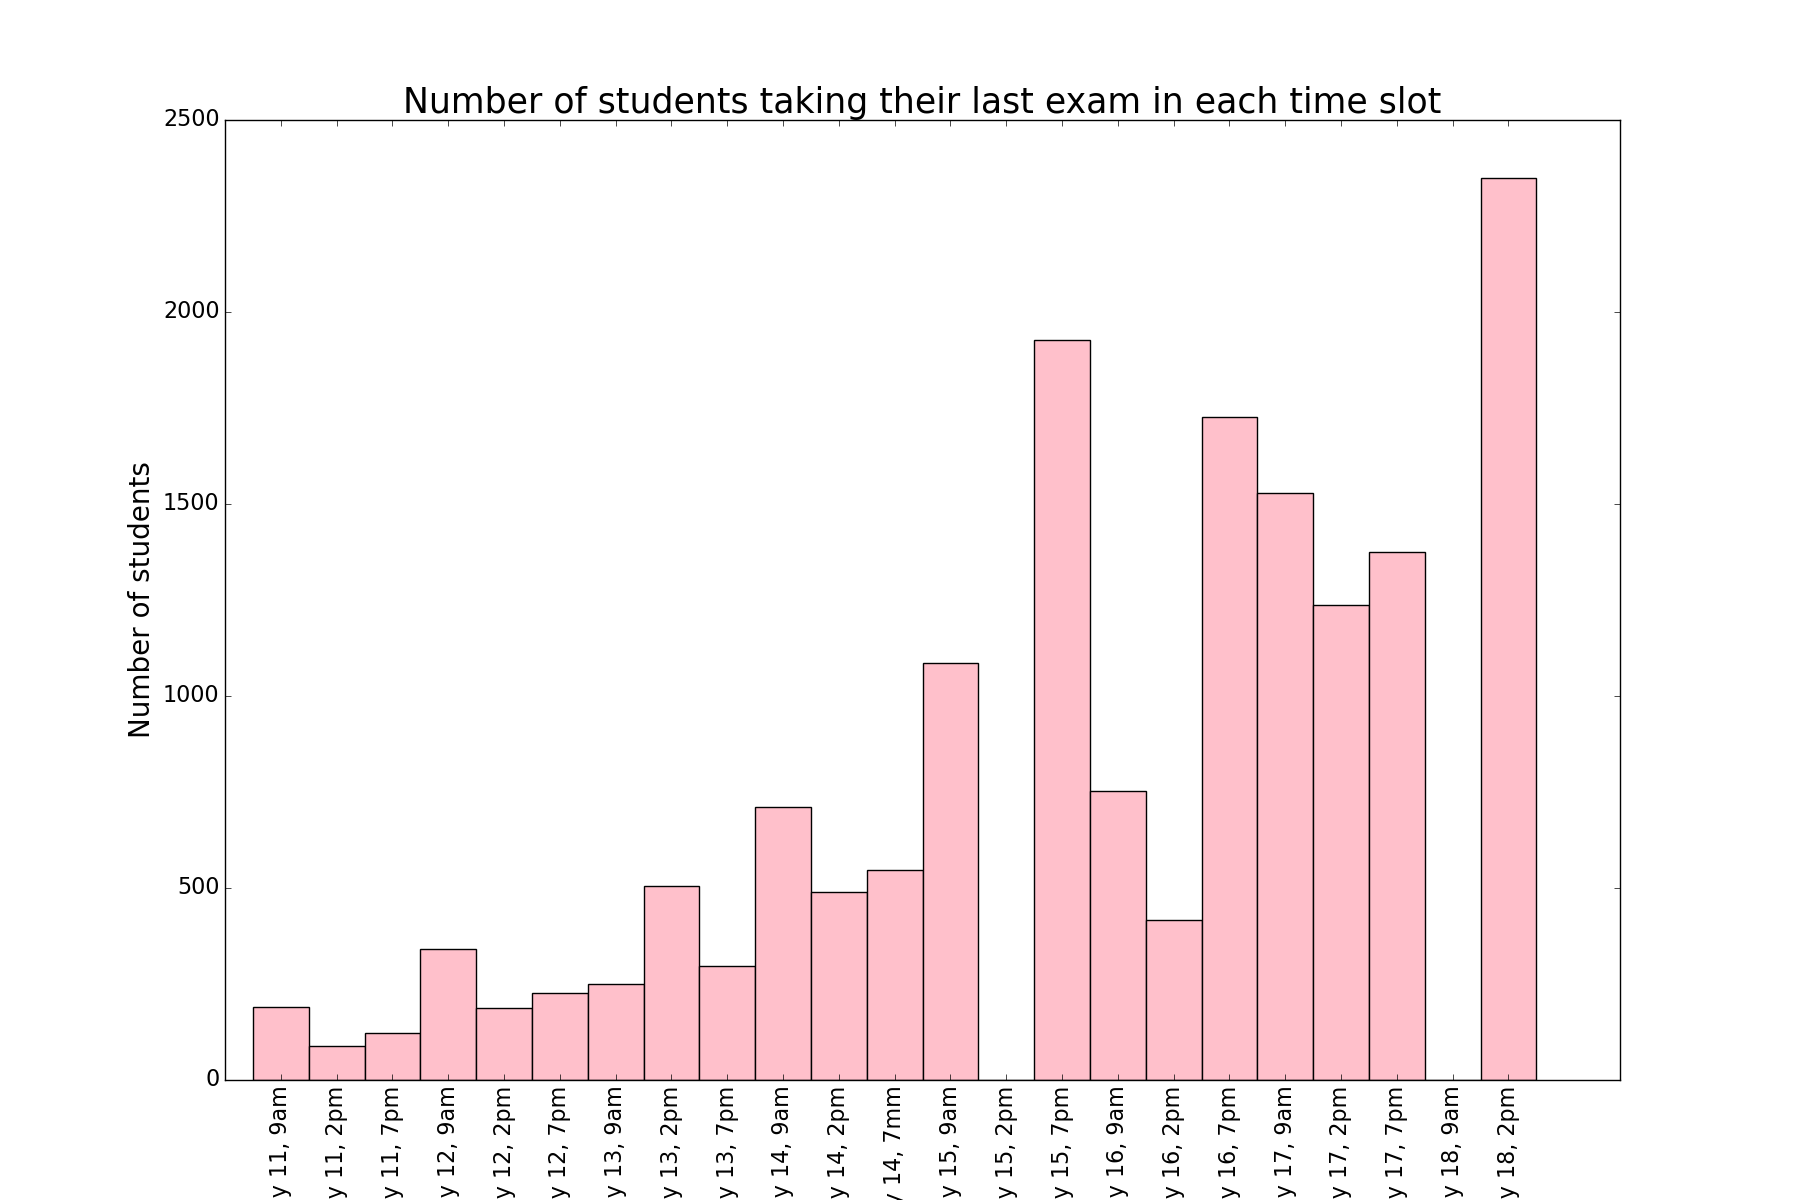 Number of students taking their last exam in each time slot
Number of students
2500
2000
1500
1000
500
0
y 11, 9am
y 11, 2pm
y 11, 7pm
y 12, 9am
y 12, 2pm
y 12, 7pm
y 13, 9am
y 13, 2pm
y 13, 7pm
y 14, 9am
y 14, 2pm
y 14, 7mm
y 15, 9am
y 15, 2pm
y 15, 7pm
y 16, 9am
y 16, 2pm
y 16, 7pm
y 17, 9am
y 17, 2pm
y 17, 7pm
y 18, 9am
y 18, 2pm